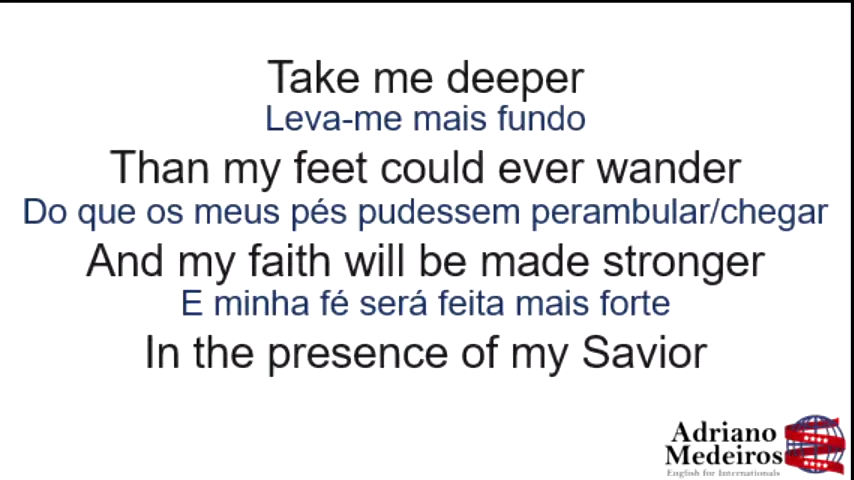 Take me deeper
Leva-me mais fundo
Than my feet could ever wander
Do que os meus pés pudessem perambular/chegar
And my faith will be made stronger
E minha fé será feita mais forte
In the presence of my Savior
Adriano
Medeiros
English for Internationals